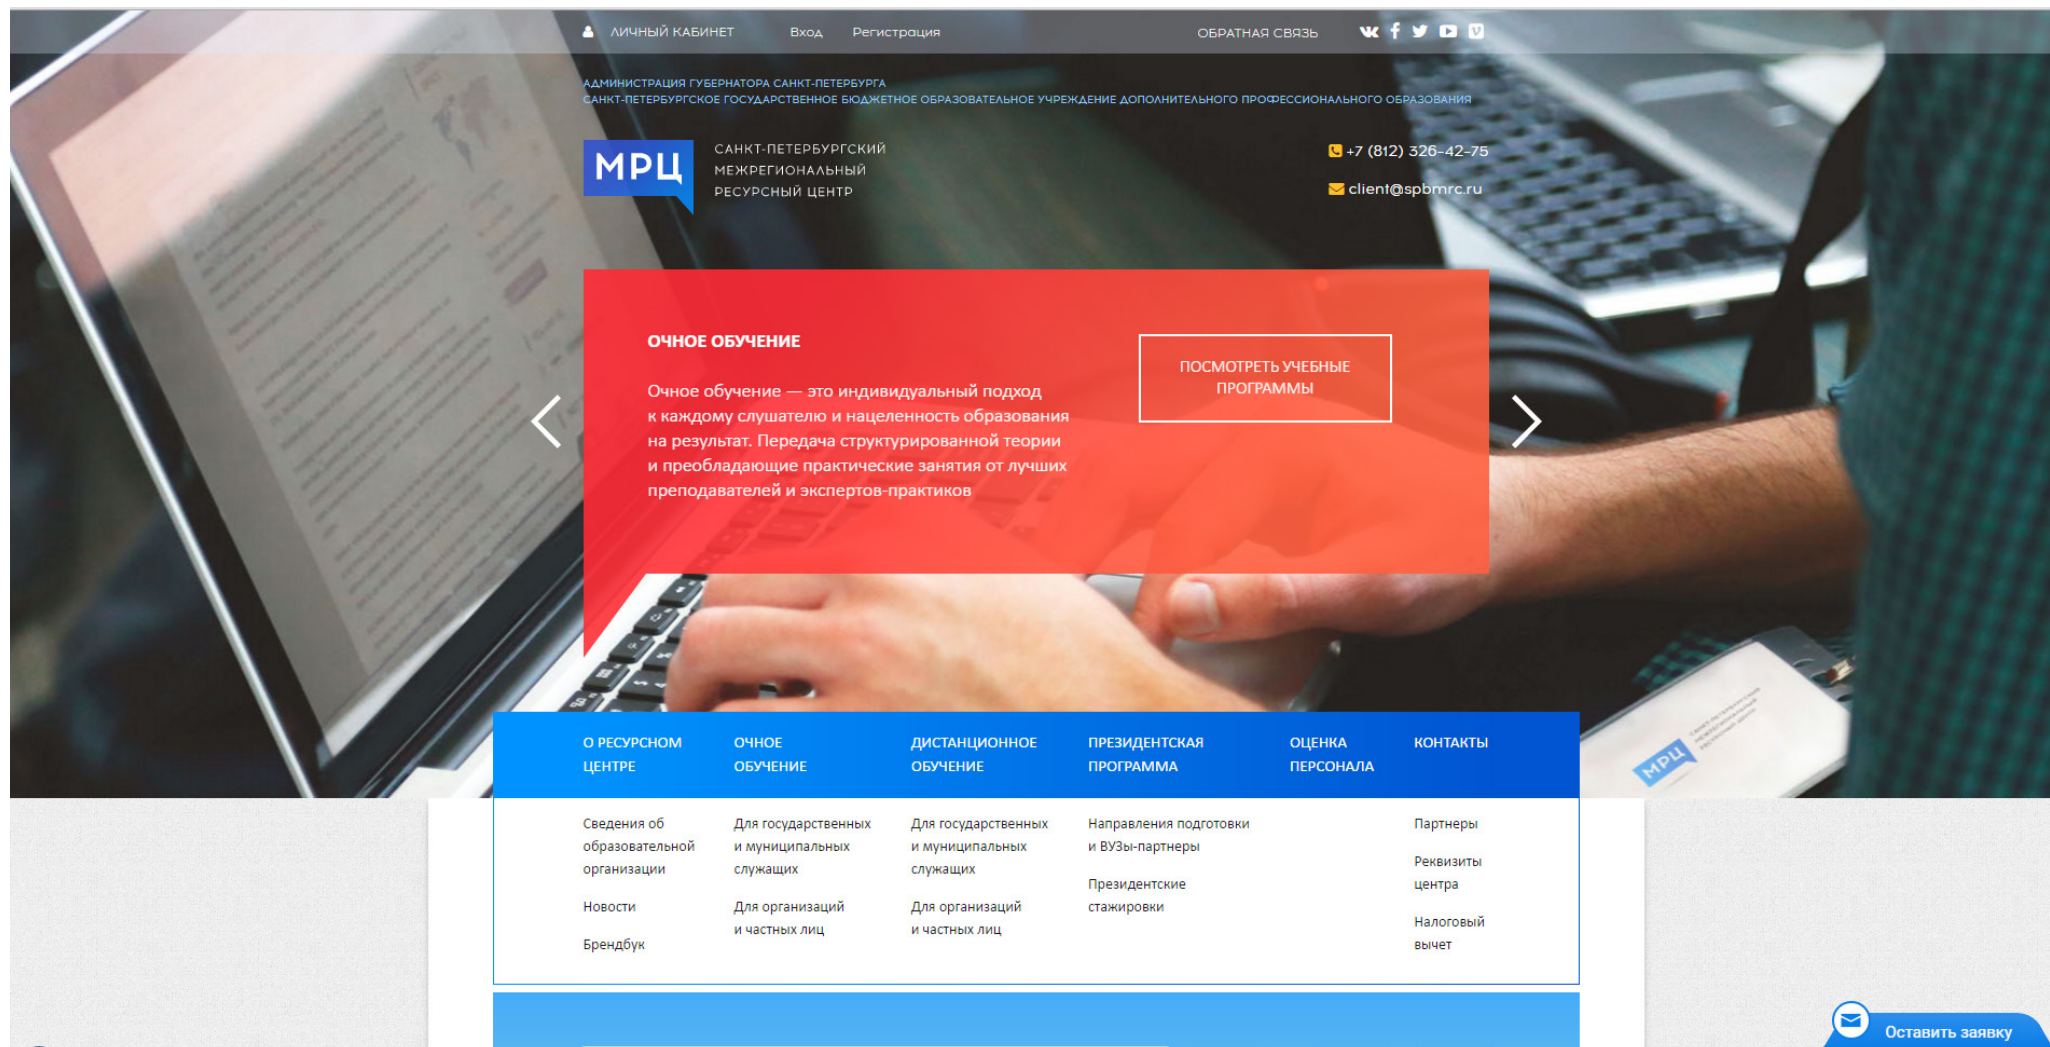 ЛИЧНЫЙ КАБИНЕТ Вход Регистрация ОБРАТНАЯ СВЯЗЬ
АДМИНИСТРАЦИЯ ГУБЕРНАТОРА САНКТ-ПЕТЕРБУРГА
САНКТ-ПЕТЕРБУРГСКОЕ ГОСУДАРСТВЕННОЕ БЮДЖЕТНОЕ ОБРАЗОВАТЕЛЬНОЕ УЧРЕЖДЕНИЕ ДОПОЛНИТЕЛЬНОГО ПРОФЕССИОНАЛЬНОГО ОБРАЗОВАНИЯ
МРЦ
САНКТ-ПЕТЕРБУРГСКИЙ
МЕЖРЕГИОНАЛЬНЫЙ
РЕСУРСНЫЙ ЦЕНТР
+7 (812) 326-42-75
client@spbmrc.ru
ОЧНОЕ ОБУЧЕНИЕ
Очное обучение — это индивидуальный подход
к каждому слушателю и нацеленность образования
на результат. Передача структурированной теории
и преобладающие практические занятия от лучших
преподавателей и экспертов-практиков
ПОСМОТРЕТЬ УЧЕБНЫЕ
ПРОГРАММЫ
О РЕСУРСНОМ
ЦЕНТРЕ
ОЧНОЕ
ОБУЧЕНИЕ
ДИСТАНЦИОННОЕ
ОБУЧЕНИЕ
ПРЕЗИДЕНТСКАЯ
ПРОГРАММА
ОЦЕНКА
ПЕРСОНАЛА
КОНТАКТЫ
Сведения об
образовательной
организации
Новости
Брендбук
Для государственных
и муниципальных
служащих
Для организаций
и частных лиц
Для государственных
и муниципальных
служащих
Для организаций
и частных лиц
Направления подготовки
и ВУЗы-партнеры
Президентские
стажировки
Партнеры
Реквизиты
центра
Налоговый
вычет
МРЦ
САНКТ-ПЕТЕРБУРГСКИЙ
МЕЖРЕГИОНАЛЬНЫЙ
РЕСУРСНЫЙ ЦЕНТР
Оставить заявку